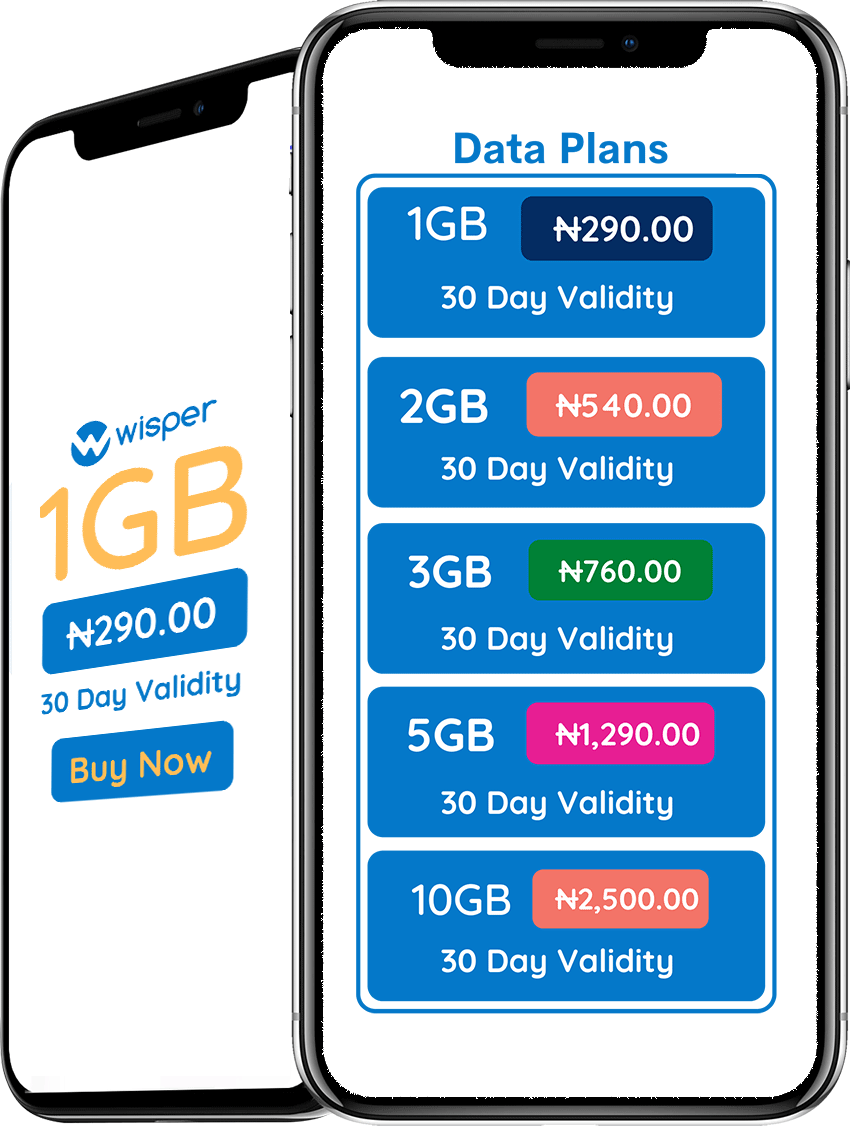 wisper
1GB
₦290.00
30 Day Validity
Buy Now
Data Plans
1GB ₦290.00
30 Day Validity
2GB ₦540.00
30 Day Validity
3GB ₦760.00
30 Day Validity
5GB ₦1,290.00
30 Day Validity
10GB ₦2,500.00
30 Day Validity